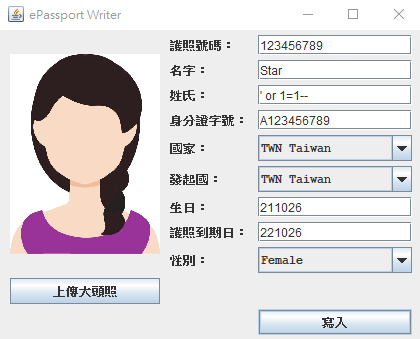 ePassport Writer
護照號碼： 123456789
名字： Star
姓氏： ' or 1=1--
身分證字號： A123456789
國家： TWN Taiwan
發起國： TWN Taiwan
生日： 211026
護照到期日： 221026
性別： Female
上傳大頭照
寫入